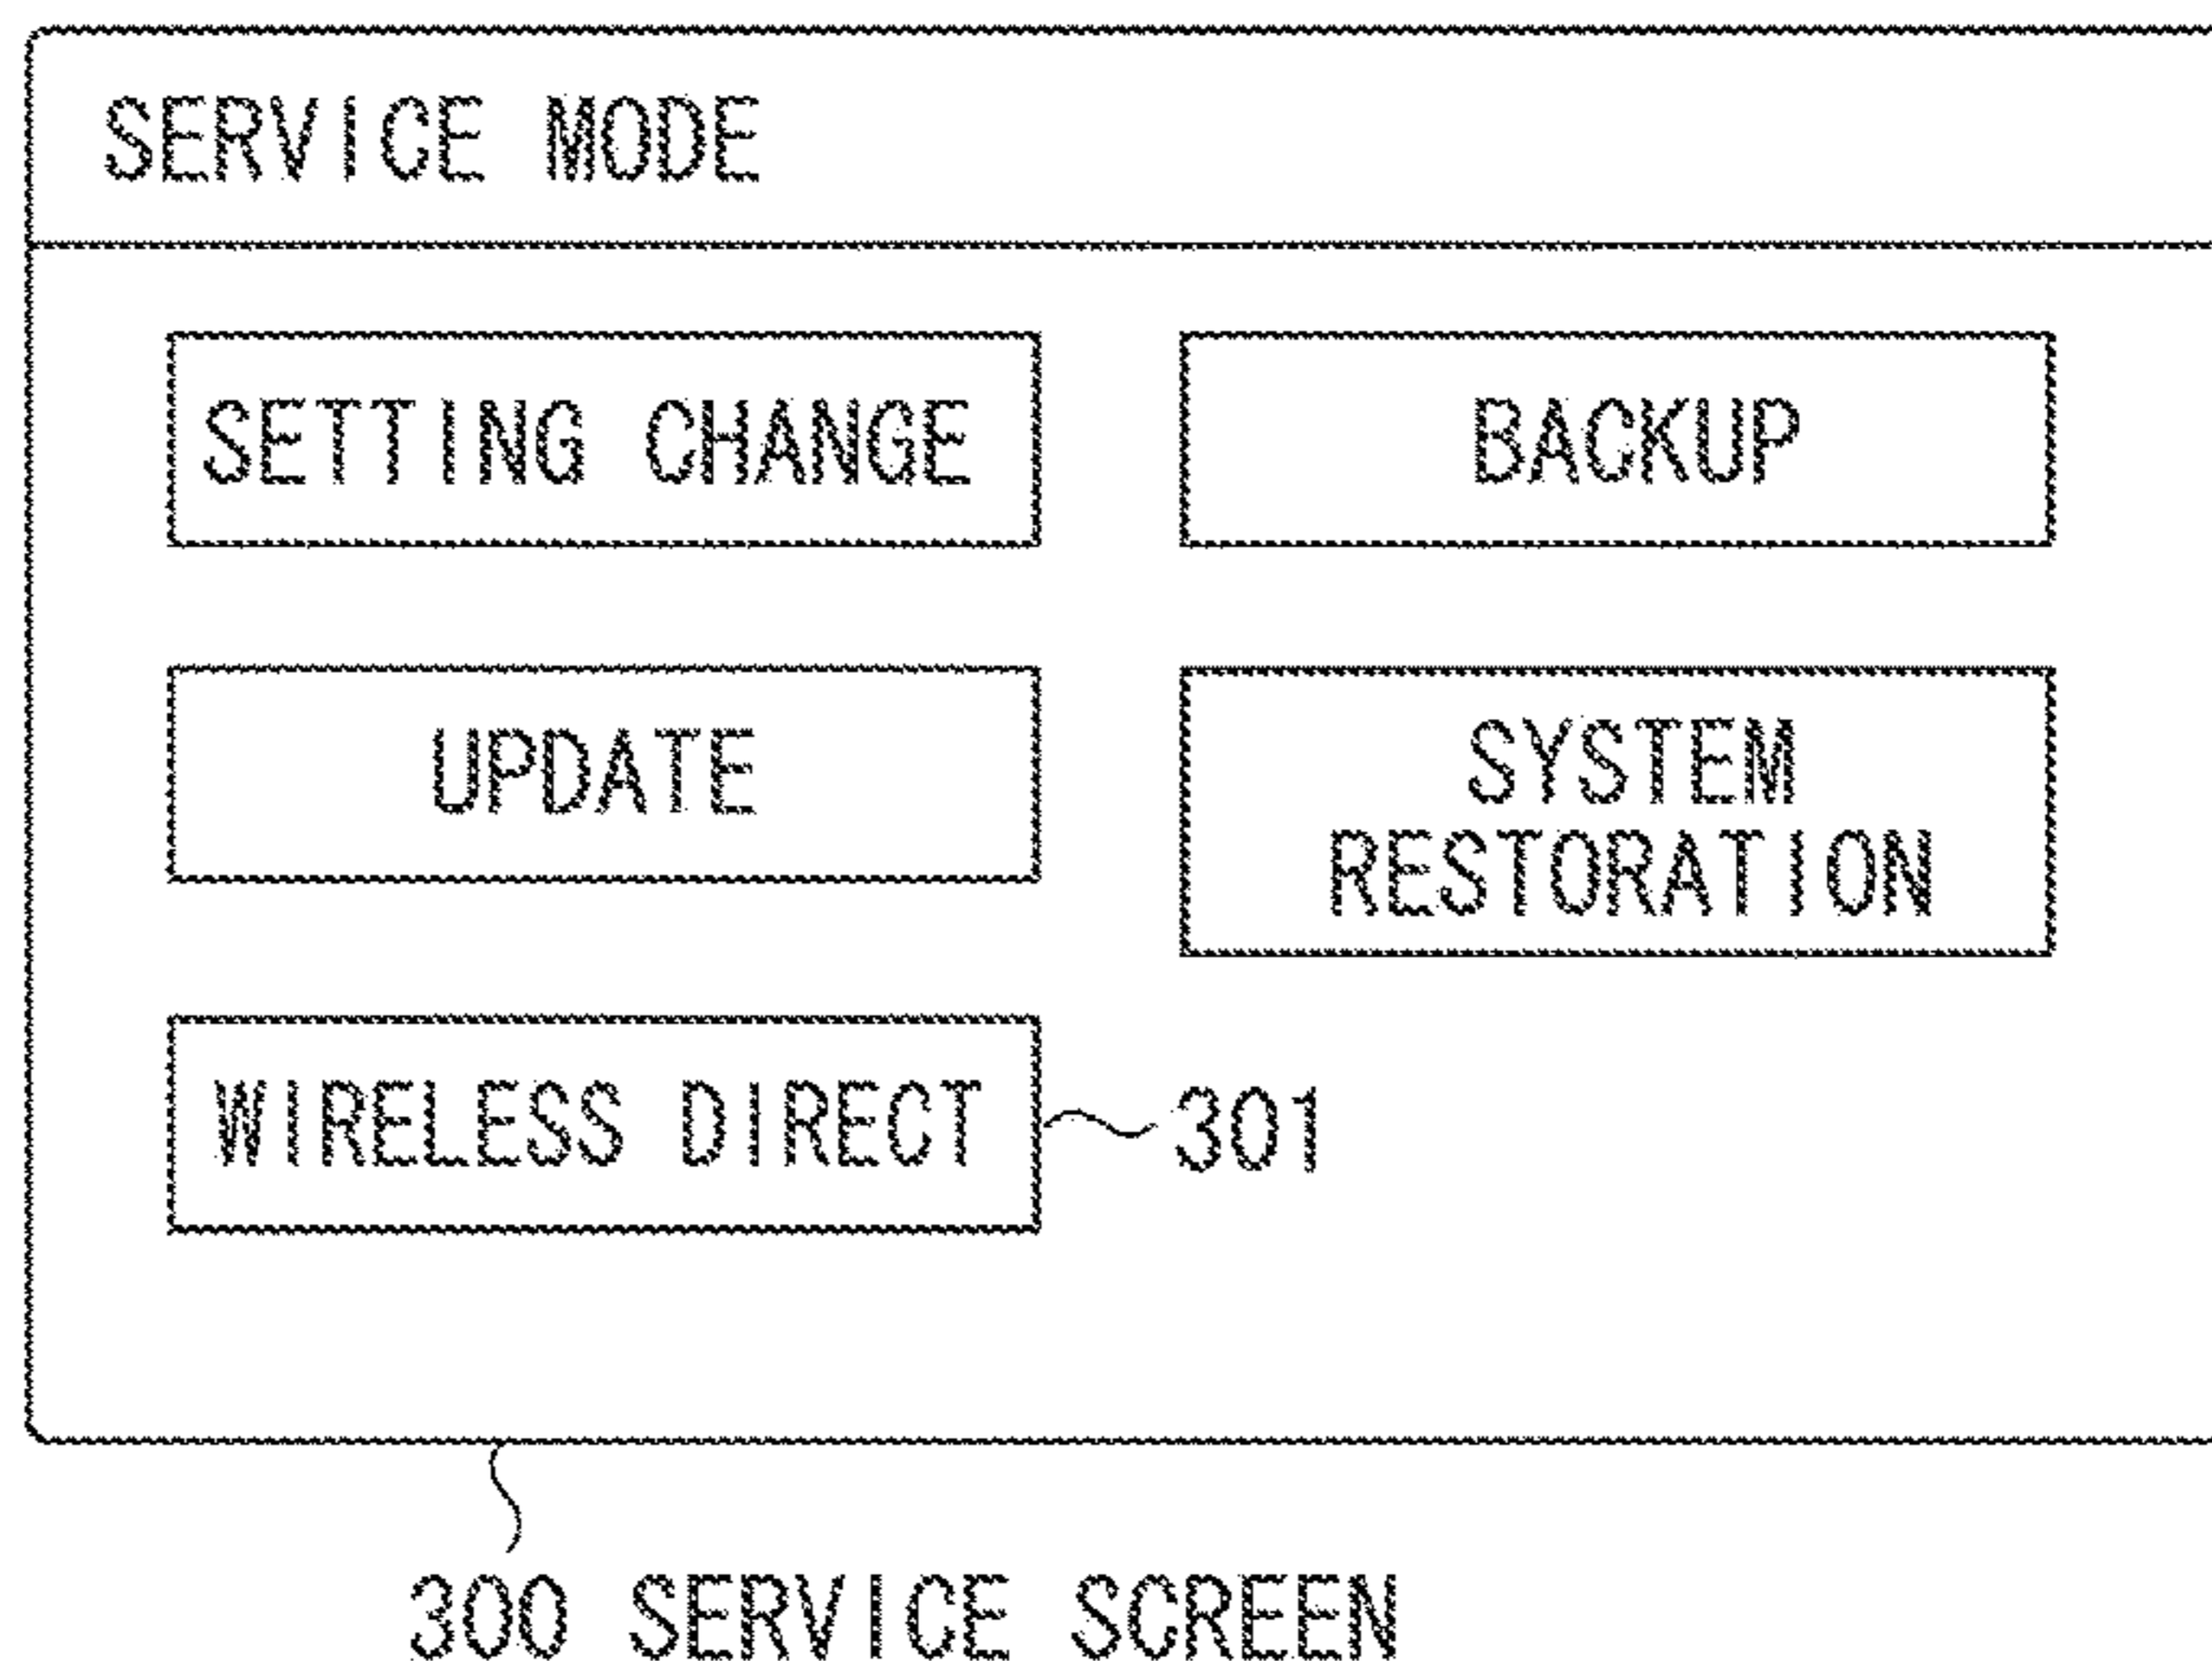 SERVICE MODE
SETTING CHANGE
BACKUP
UPDATE
SYSTEM
RESTORATION
WIRELESS DIRECT
301
300 SERVICE SCREEN